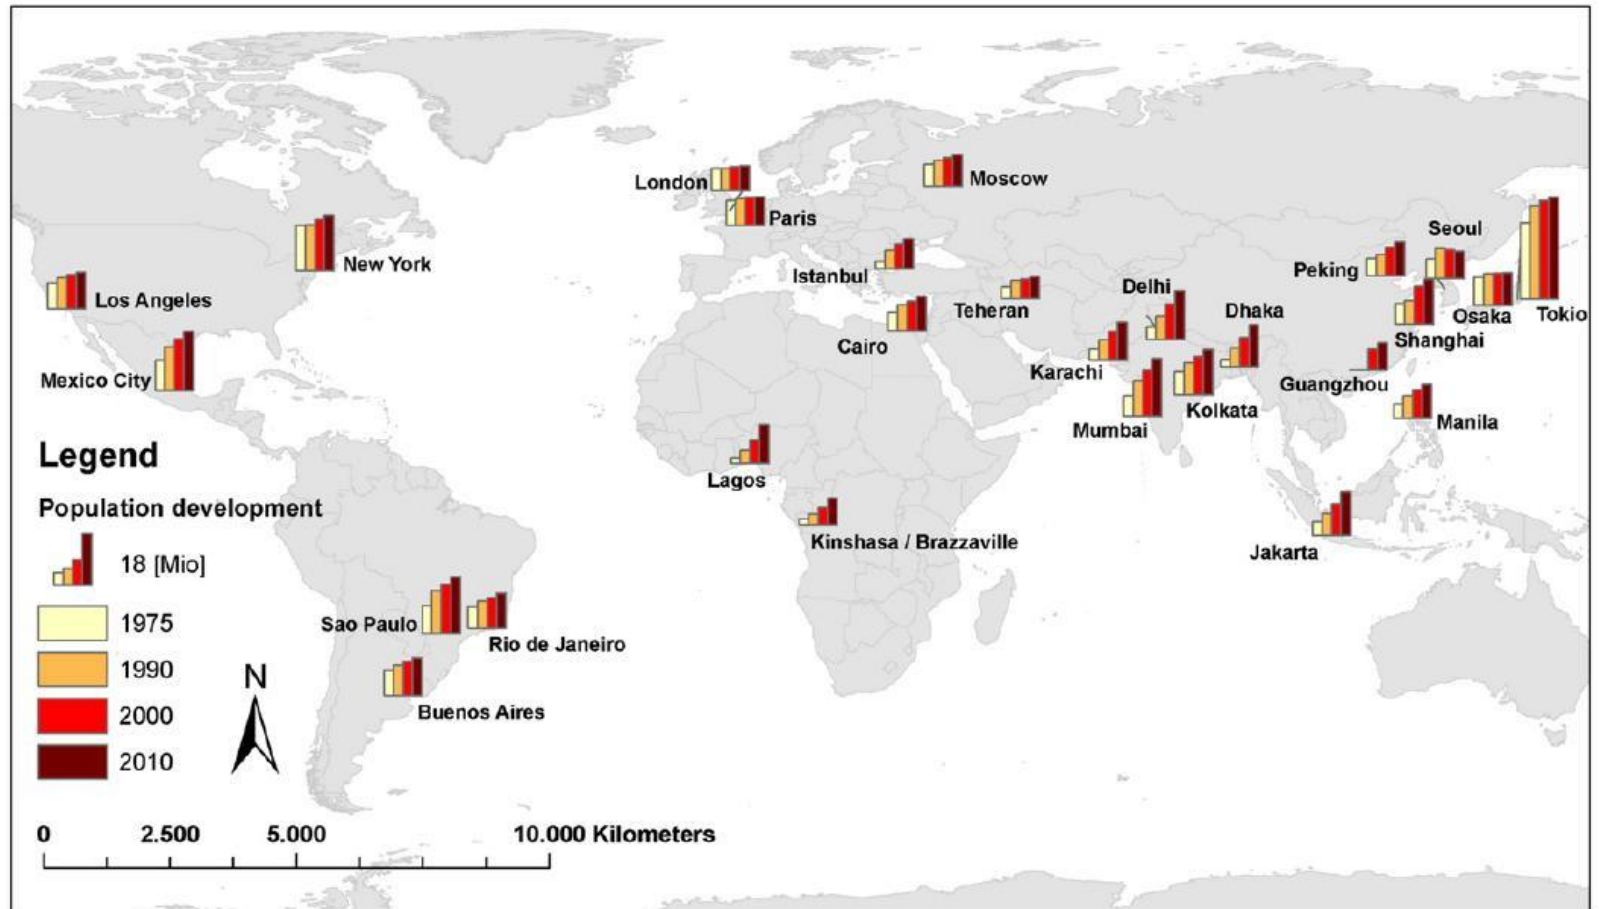 London
Moscow
Paris
Seoul
New York
Istanbul
Peking
Los Angeles
Teheran
Delhi
Dhaka
Osaka
Tokio
Cairo
Shanghai
Mexico City
Karachi
Guangzhou
Kolkata
Manila
Mumbai
Lagos
Kinshasa / Brazzaville
Jakarta
Sao Paulo
Rio de Janeiro
Buenos Aires
Legend
Population development
18 [Mio]
1975
1990
2000
2010
N
0 2.500 5.000 10.000 Kilometers